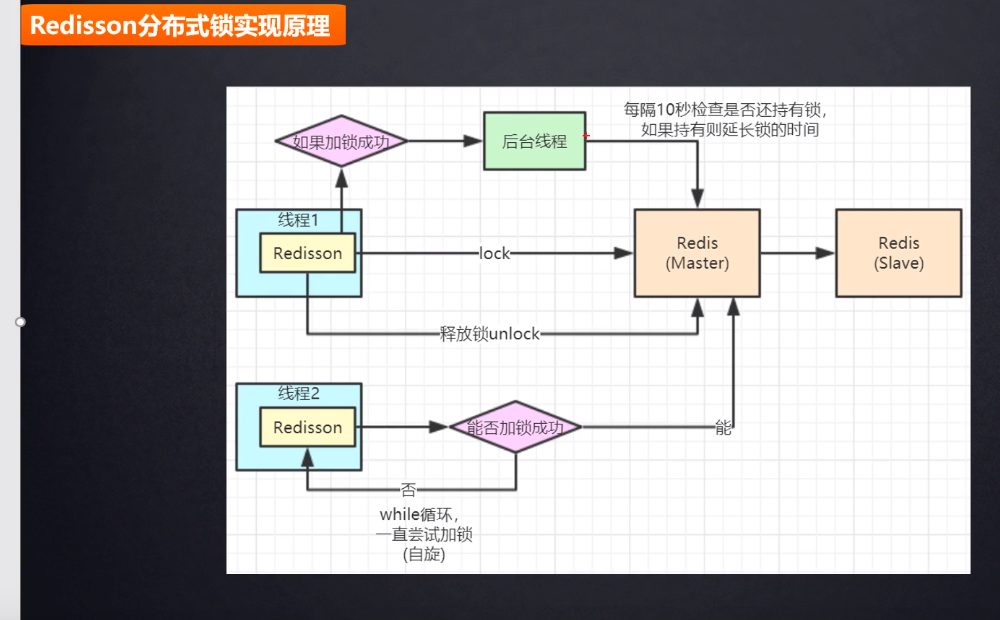 Redisson分布式锁实现原理
每隔10秒检查是否还持有锁，
如果持有则延长锁的时间
如果加锁成功
后台线程
线程1
Redisson
lock
Redis
(Master)
Redis
(Slave)
释放锁unlock
线程2
Redisson
能否加锁成功
能
否
while循环，
一直尝试加锁
(自旋)